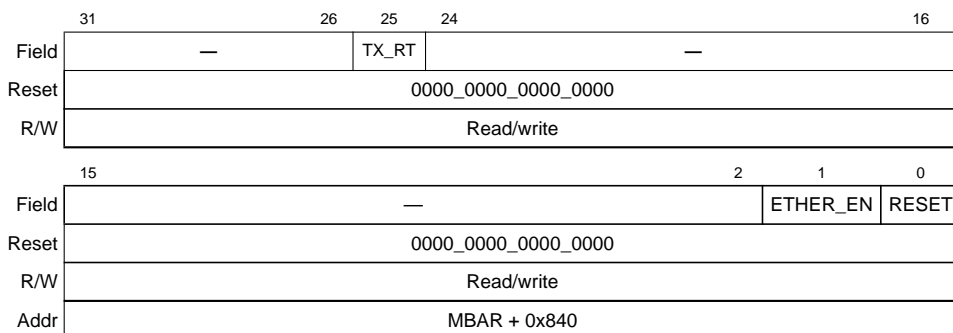 31 26 25 24 16
Field — TX_RT —
Reset 0000_0000_0000_0000
R/W Read/write
15 2 1 0
Field — ETHER_EN RESET
Reset 0000_0000_0000_0000
R/W Read/write
Addr MBAR + 0x840